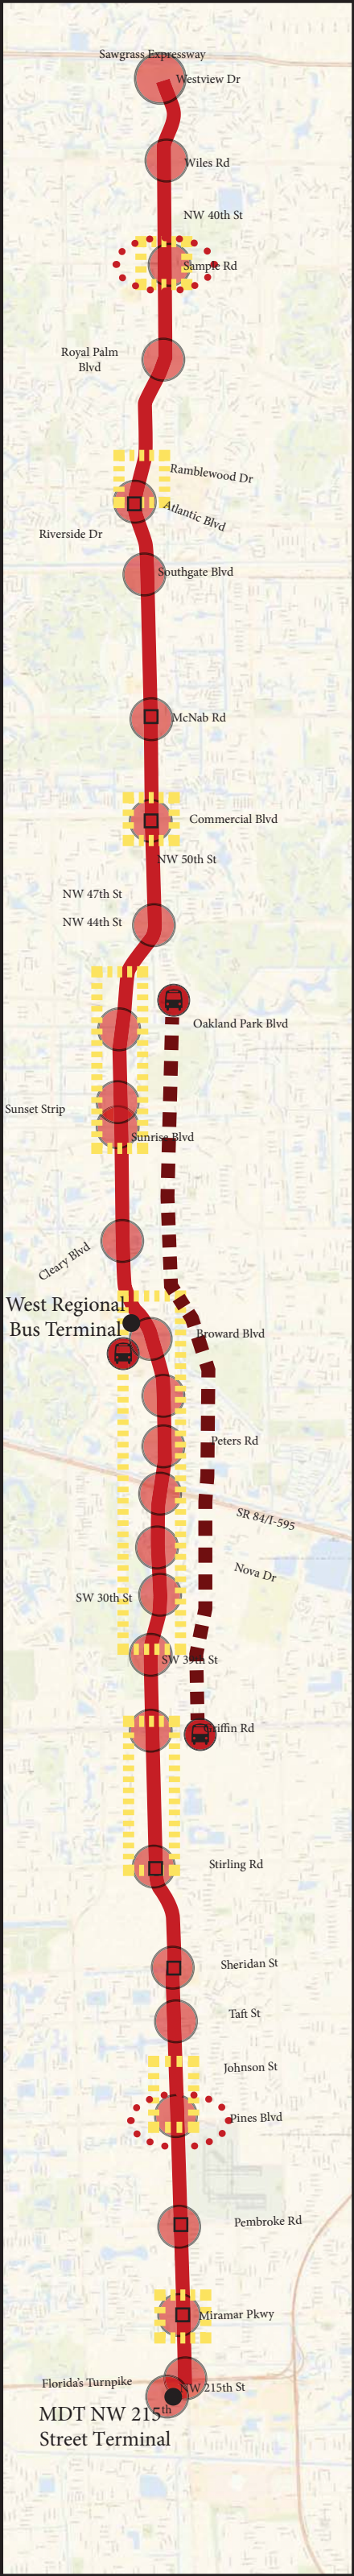 Sawgrass Expressway
Westview Dr
Wiles Rd
NW 40th St
Sample Rd
Royal Palm
Blvd
Ramblewood Dr
Atlantic Blvd
Riverside Dr
Southgate Blvd
McNab Rd
Commercial Blvd
NW 50th St
NW 47th St
NW 44th St
Oakland Park Blvd
Sunset Strip
Sunrise Blvd
Cleary Blvd
West Regional
Bus Terminal
Broward Blvd
Peters Rd
SR 84/I-595
Nova Dr
SW 30th St
SW 39th St
Griffin Rd
Stirling Rd
Sheridan St
Taft St
Johnson St
Pines Blvd
Pembroke Rd
Miramar Pkwy
Florida's Turnpike
NW 215th St
MDT NW 215th
Street Terminal